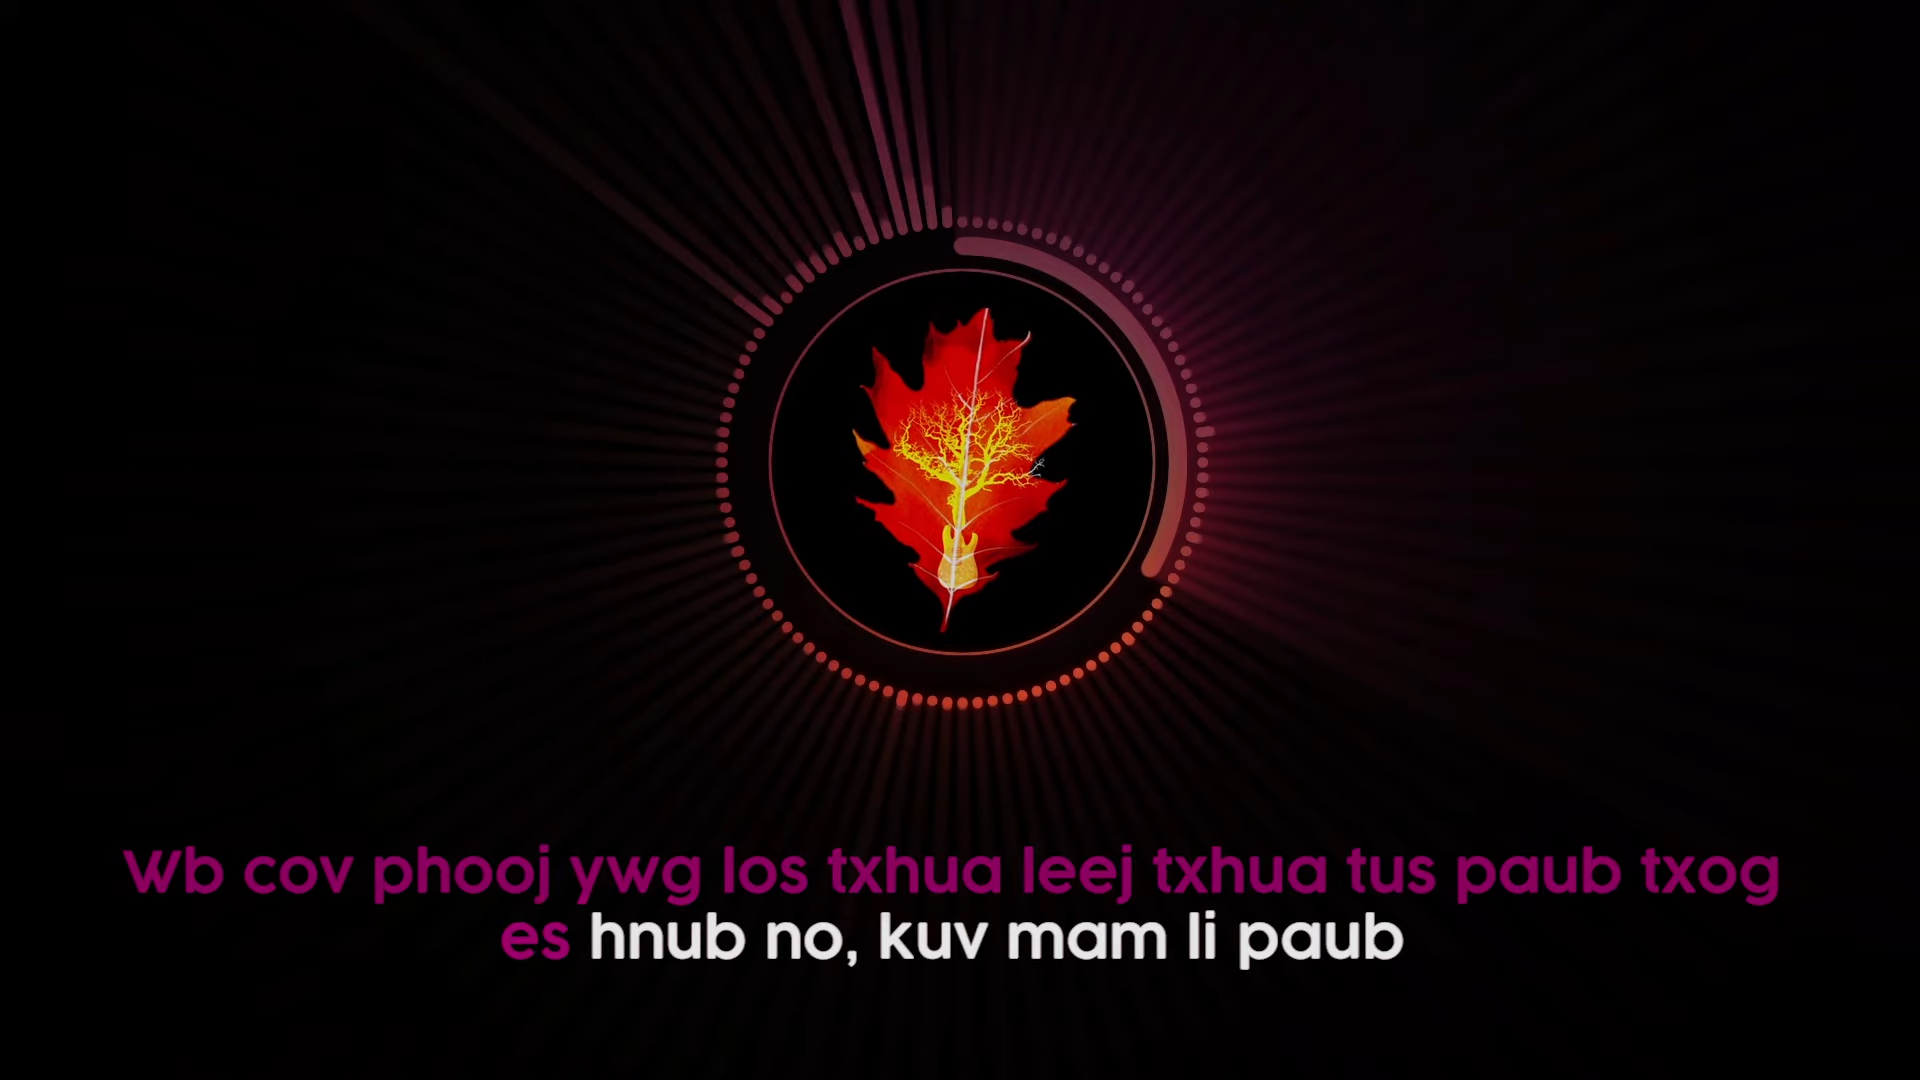 Wb cov phooj ywg los txhua leej txhua tus paub txog
es hnub no, kuv mam li paub